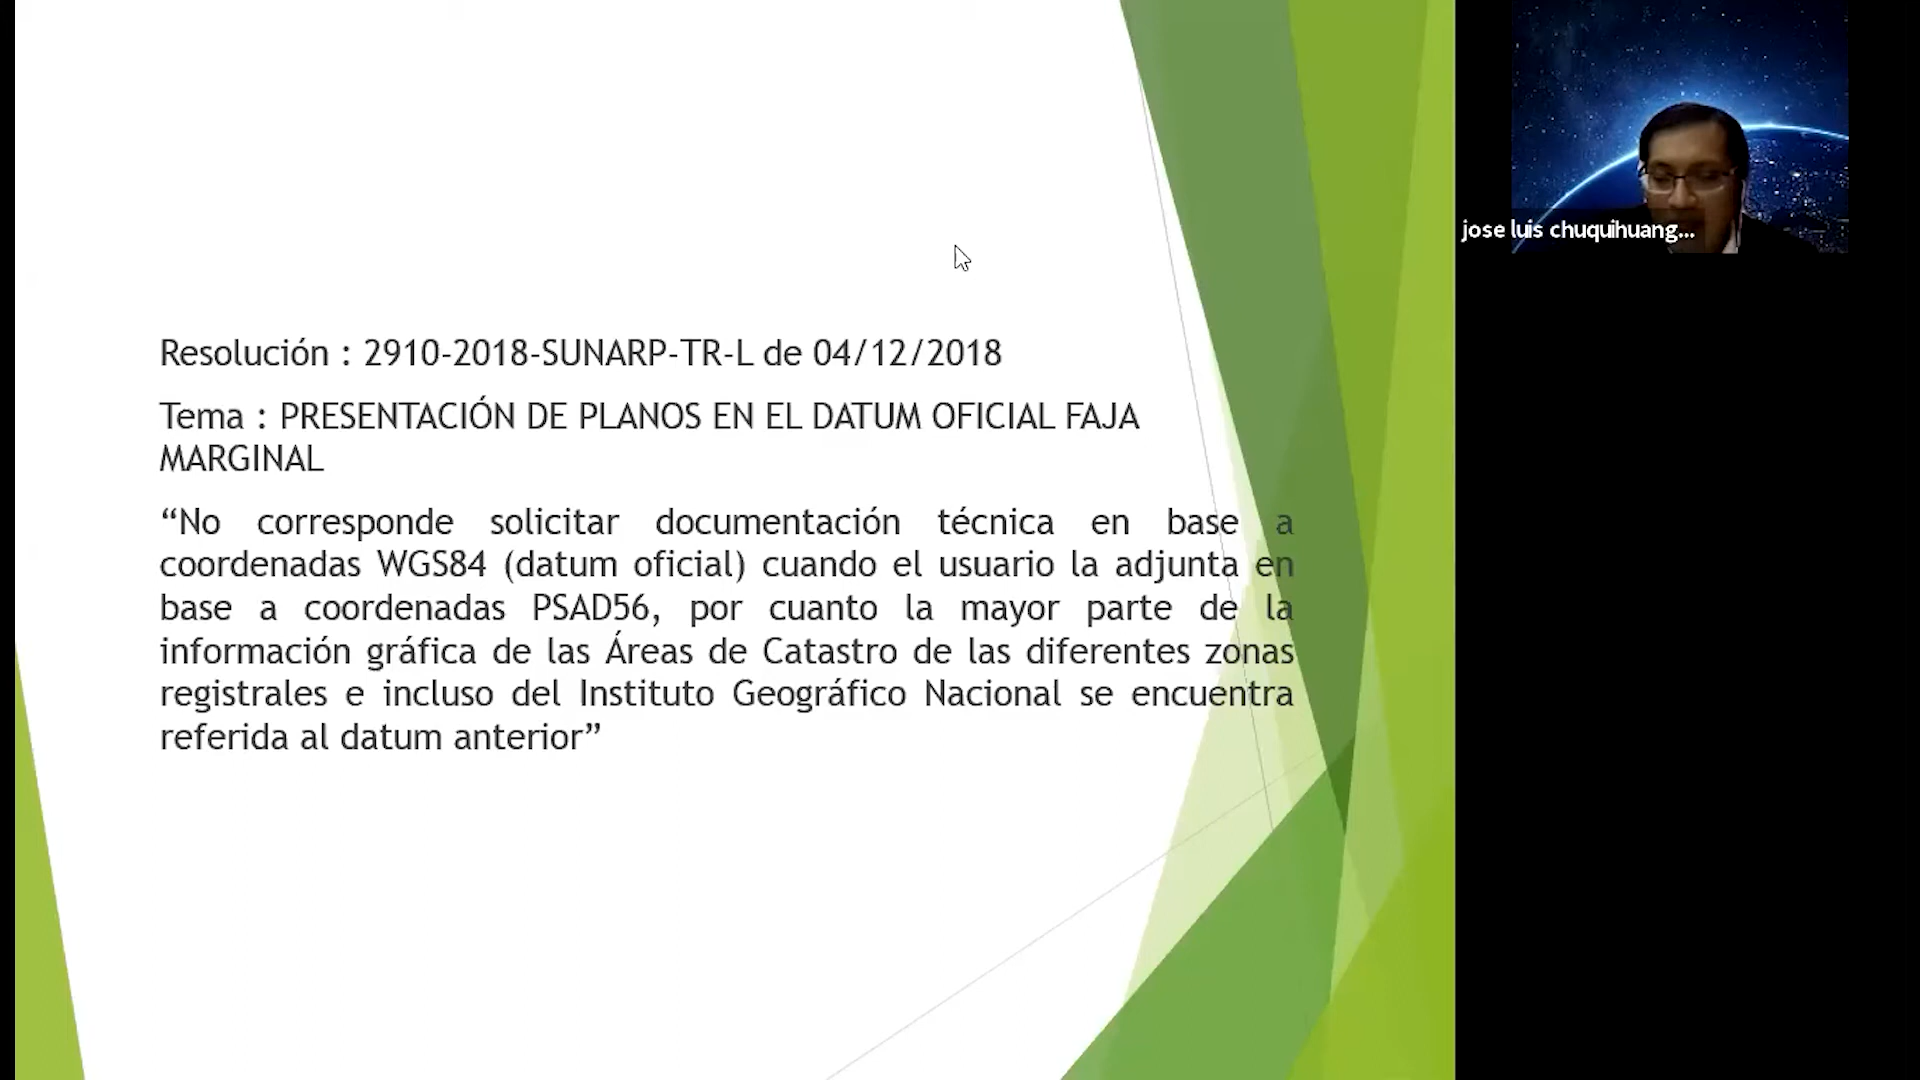 Resolución : 2910-2018-SUNARP-TR-L de 04/12/2018
Tema : PRESENTACIÓN DE PLANOS EN EL DATUM OFICIAL FAJA
MARGINAL
“No corresponde solicitar documentación técnica en base a
coordenadas WGS84 (datum oficial) cuando el usuario la adjunta en
base a coordenadas PSAD56, por cuanto la mayor parte de la
información gráfica de las Áreas de Catastro de las diferentes zonas
registrales e incluso del Instituto Geográfico Nacional se encuentra
referida al datum anterior”
jose luis chuquihuang...